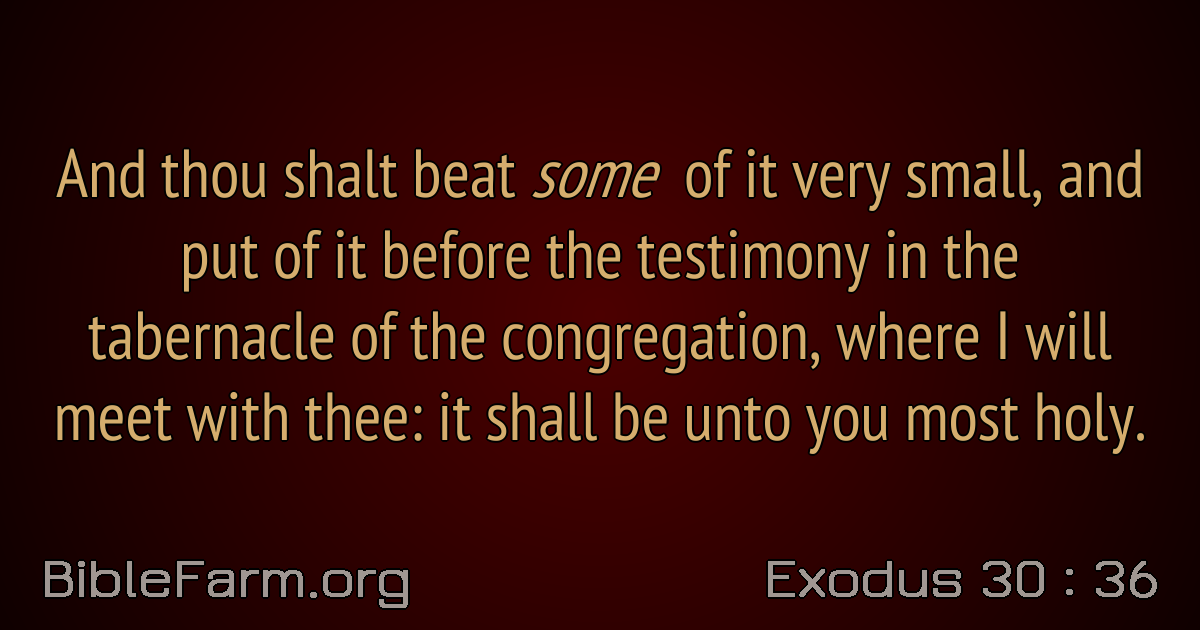 And thou shalt beat some of it very small, and
put of it before the testimony in the
tabernacle of the congregation, where I will
meet with thee: it shall be unto you most holy.
BibleFarm.org
Exodus 30 : 36